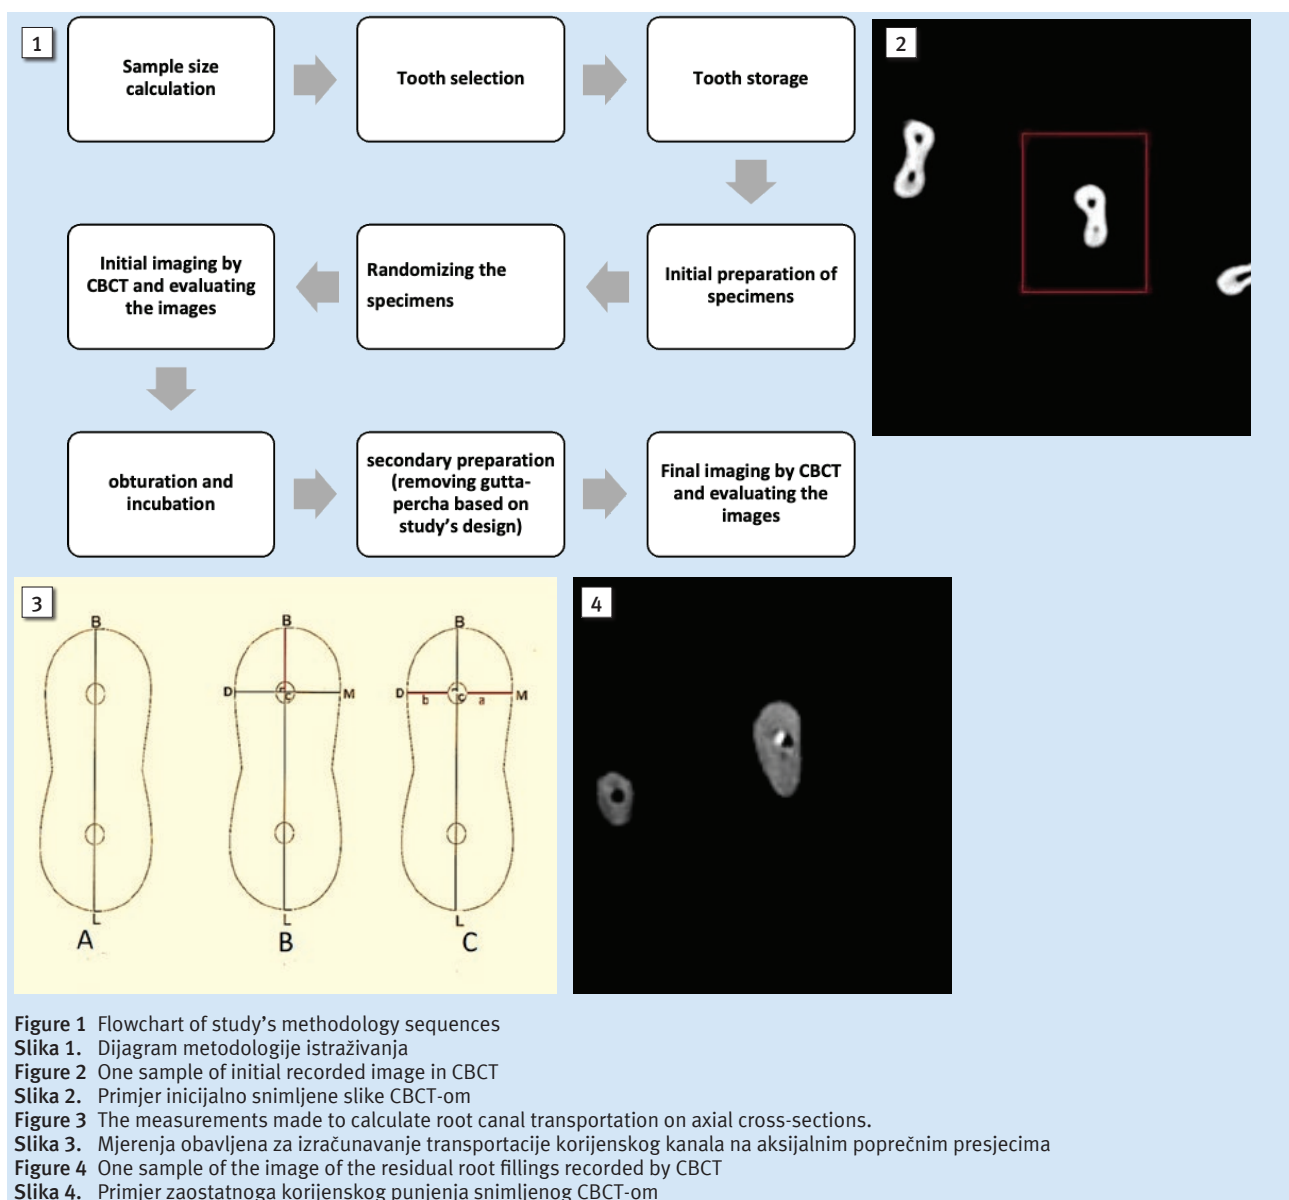 1
Sample size
calculation
Tooth selection
Tooth storage
2
Initial imaging by
CBCT and evaluating
the images
Randomizing the
specimens
Initial preparation of
specimens
obturation and
incubation
secondary preparation
(removing gutta-
percha based on
study's design)
Final imaging by CBCT
and evaluating the
images
3
B
L
A
B
D
C
M
L
B
B
D
b
C
a
M
L
C
4
Figure 1 Flowchart of study's methodology sequences
Slika 1. Dijagram metodologije istraživanja
Figure 2 One sample of initial recorded image in CBCT
Slika 2. Primjer inicijalno snimljene slike CBCT-om
Figure 3 The measurements made to calculate root canal transportation on axial cross-sections.
Slika 3. Mjerenja obavljena za izračunavanje transportacije korijenskog kanala na aksijalnim poprečnim presjecima
Figure 4 One sample of the image of the residual root fillings recorded by CBCT
Slika 4. Primjer zaostatnoga korijenskog punjenja snimljenog CBCT-om